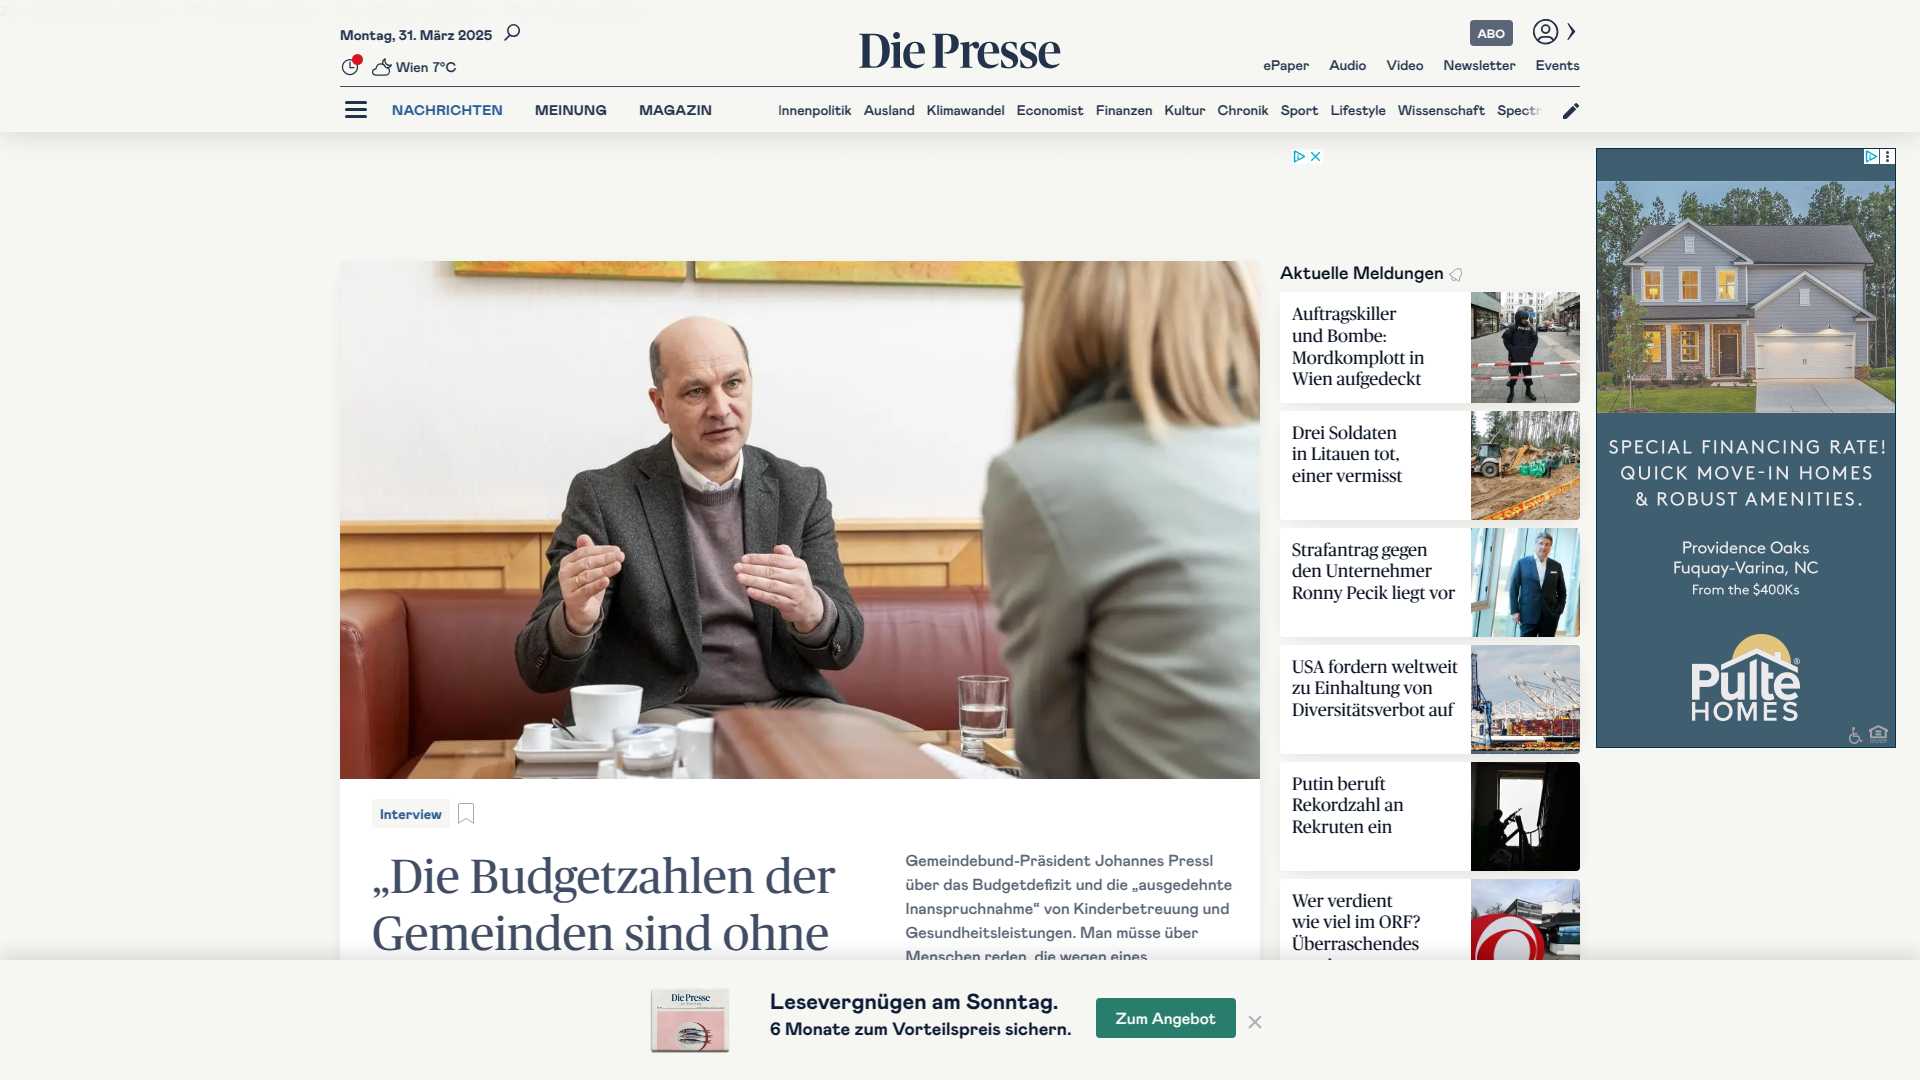 Montag, 31. März 2025
Wien 7°C
Die Presse
ABO
ePaper Audio Video Newsletter Events
NACHRICHTEN MEINUNG MAGAZIN
Innenpolitik Ausland Klimawandel Economist Finanzen Kultur Chronik Sport Lifestyle Wissenschaft Spectr
Interview
„Die Budgetzahlen der
Gemeinden sind ohne
Gemeindebund-Präsident Johannes Pressl
über das Budgetdefizit und die „ausgedehnte
Inanspruchnahme“ von Kinderbetreuung und
Gesundheitsleistungen. Man müsse über
Menschen reden, die wegen eines
Aktuelle Meldungen
Auftragskiller
und Bombe:
Mordkomplott in
Wien aufgedeckt
Drei Soldaten
in Litauen tot,
einer vermisst
Strafantrag gegen
den Unternehmer
Ronny Pecik liegt vor
USA fordern weltweit
zu Einhaltung von
Diversitätsverbot auf
Putin beruft
Rekordzahl an
Rekruten ein
Wer verdient
wie viel im ORF?
Überraschendes
SPECIAL FINANCING RATE!
QUICK MOVE-IN HOMES
& ROBUST AMENITIES.
Providence Oaks
Fuquay-Varina, NC
From the $400Ks
Pulte®
HOMES
Die Presse
Lesevergnügen am Sonntag.
6 Monate zum Vorteilspreis sichern.
Zum Angebot